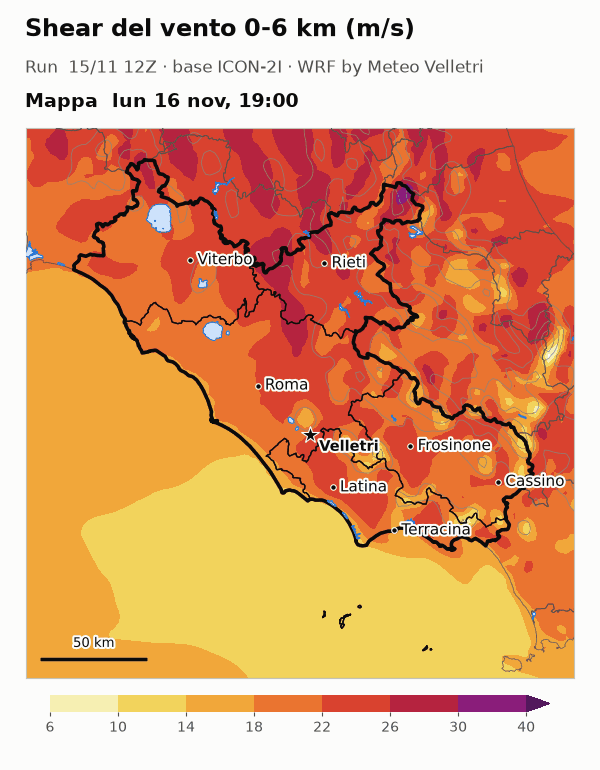 Shear del vento 0-6 km (m/s)
Run  15/11 12Z · base ICON-2I · WRF by Meteo Velletri
Mappa  lun 16 nov, 19:00
Viterbo
Rieti
Roma
Velletri
Frosinone
Cassino
Latina
Terracina
50 km
6 10 14 18 22 26 30 40